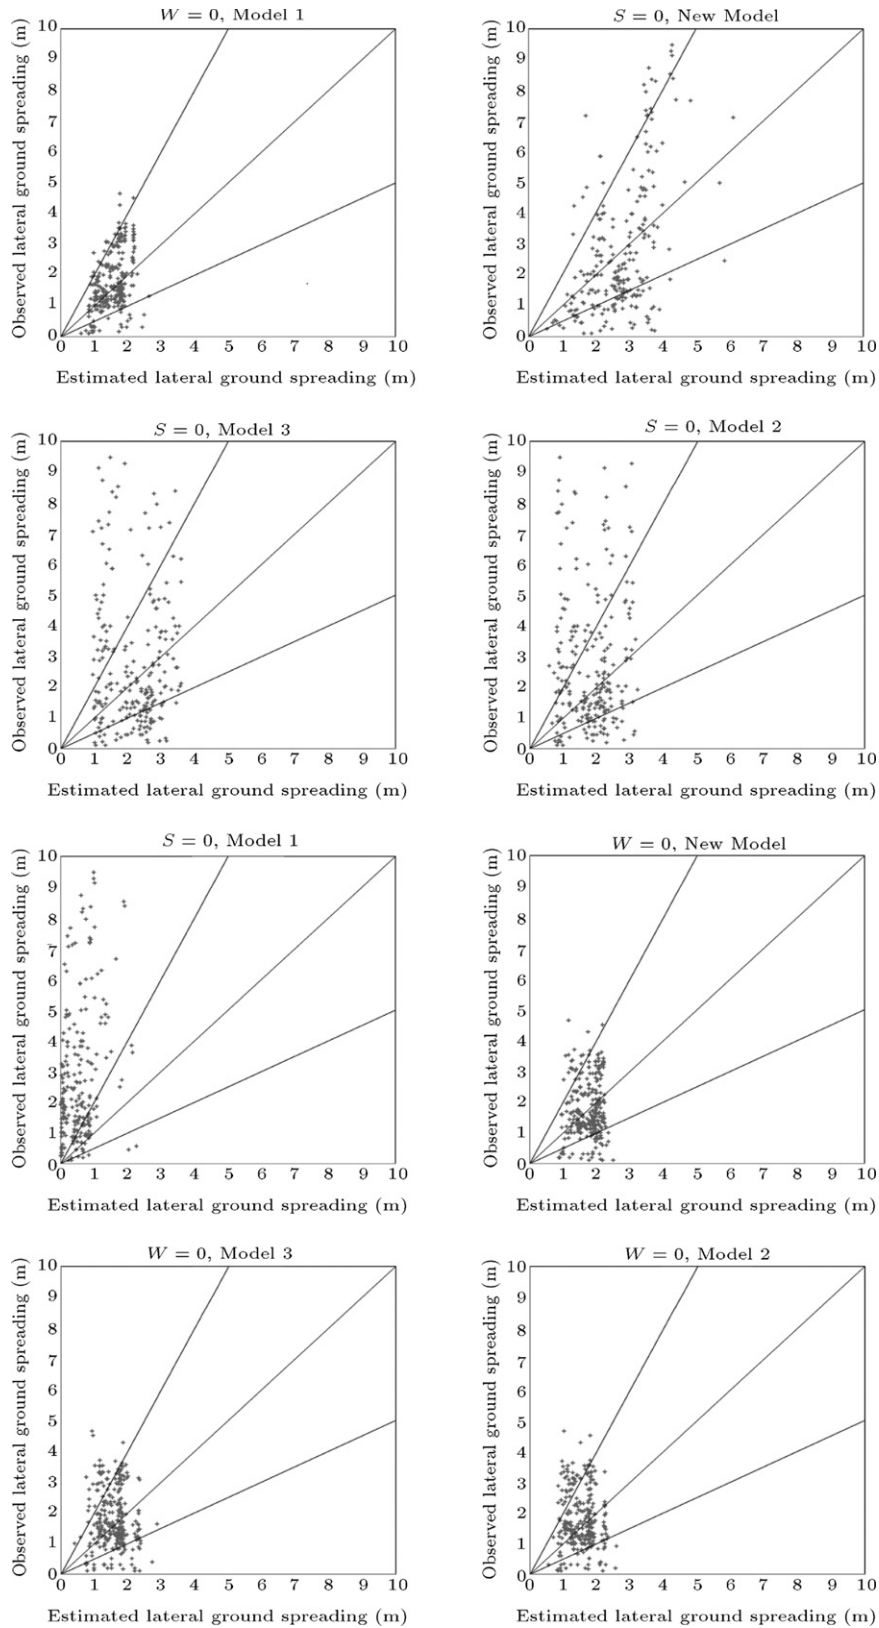 W = 0, Model 1
Observed lateral ground spreading (m)
10
9
8
7
6
5
4
3
2
1
0
0 1 2 3 4 5 6 7 8 9 10
Estimated lateral ground spreading (m)
S = 0, New Model
Observed lateral ground spreading (m)
10
9
8
7
6
5
4
3
2
1
0
0 1 2 3 4 5 6 7 8 9 10
Estimated lateral ground spreading (m)
S = 0, Model 3
Observed lateral ground spreading (m)
10
9
8
7
6
5
4
3
2
1
0
0 1 2 3 4 5 6 7 8 9 10
Estimated lateral ground spreading (m)
S = 0, Model 2
Observed lateral ground spreading (m)
10
9
8
7
6
5
4
3
2
1
0
0 1 2 3 4 5 6 7 8 9 10
Estimated lateral ground spreading (m)
S = 0, Model 1
Observed lateral ground spreading (m)
10
9
8
7
6
5
4
3
2
1
0
0 1 2 3 4 5 6 7 8 9 10
Estimated lateral ground spreading (m)
W = 0, New Model
Observed lateral ground spreading (m)
10
9
8
7
6
5
4
3
2
1
0
0 1 2 3 4 5 6 7 8 9 10
Estimated lateral ground spreading (m)
W = 0, Model 3
Observed lateral ground spreading (m)
10
9
8
7
6
5
4
3
2
1
0
0 1 2 3 4 5 6 7 8 9 10
Estimated lateral ground spreading (m)
W = 0, Model 2
Observed lateral ground spreading (m)
10
9
8
7
6
5
4
3
2
1
0
0 1 2 3 4 5 6 7 8 9 10
Estimated lateral ground spreading (m)